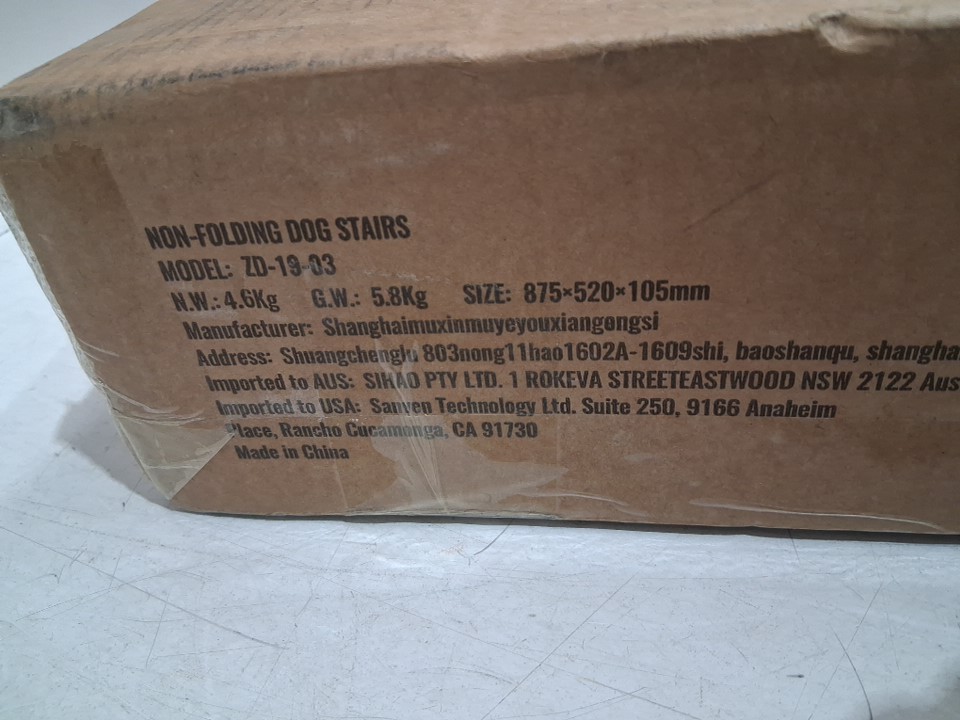 NON-FOLDING DOG STAIRS
MODEL: ZD-19-03
N.W.: 4.6Kg G.W.: 5.8Kg SIZE: 875×520×105mm
Manufacturer: Shanghaimuxinmuyeyouxiangongsi
Address: Shuangchenglu 803nong11hao1602A-1609shi, baoshanqu, shangha
Imported to AUS: SIHAO PTY LTD. 1 ROKEVA STREETEASTWOOD NSW 2122 Aus
Imported to USA: Sanven Technology Ltd. Suite 250, 9166 Anaheim
Place, Rancho Cucamonga, CA 91730
Made in China